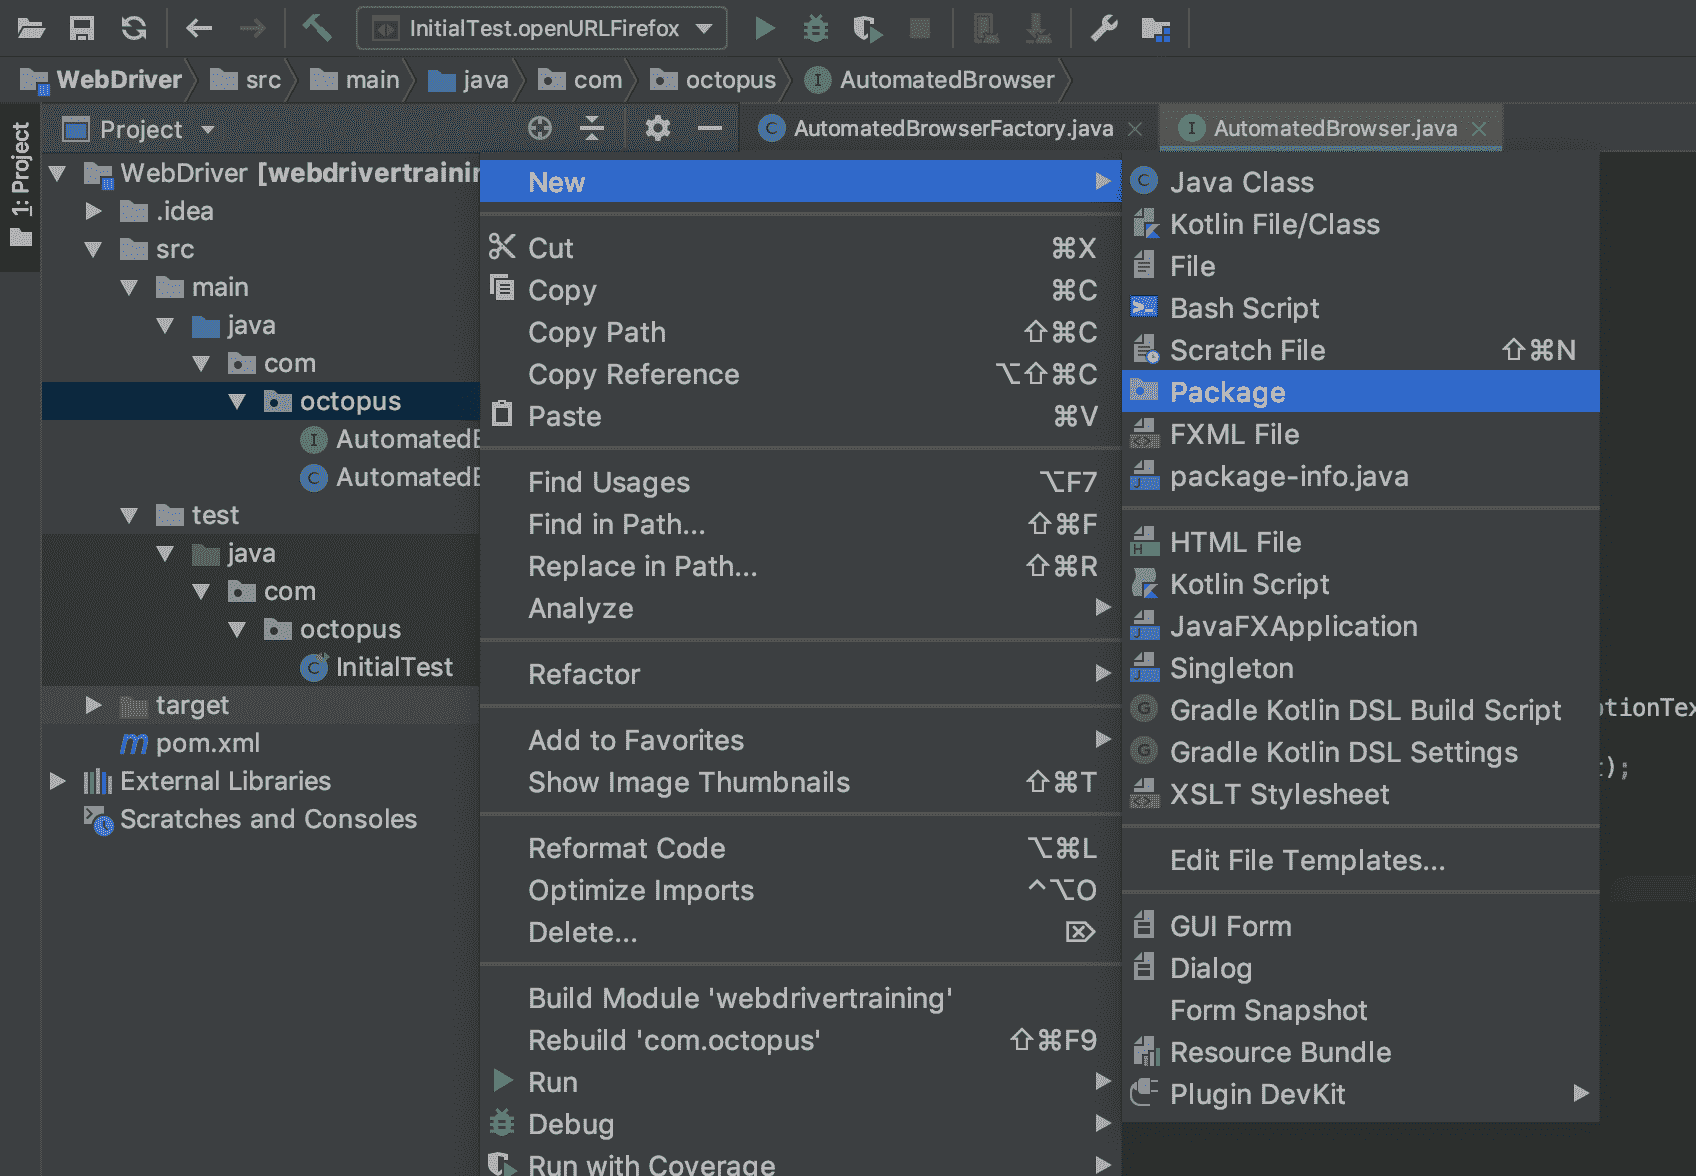 InitialTest.openURLFirefox
WebDriver src main java com octopus AutomatedBrowser
1: Project
Project
AutomatedBrowserFactory.java
AutomatedBrowser.java
WebDriver [webdrivertrainin
.idea
src
main
java
com
octopus
AutomatedB
AutomatedB
test
java
com
octopus
InitialTest
target
pom.xml
External Libraries
Scratches and Consoles
New
Cut ⌘X
Copy ⌘C
Copy Path ⇧⌘C
Copy Reference ⌥⇧⌘C
Paste ⌘V
Find Usages ⌥F7
Find in Path... ⇧⌘F
Replace in Path... ⇧⌘R
Analyze
Refactor
Add to Favorites
Show Image Thumbnails ⇧⌘T
Reformat Code ⌥⌘L
Optimize Imports ^⌥O
Delete... ⌦
Build Module 'webdrivertraining'
Rebuild 'com.octopus' ⇧⌘F9
Run
Debug
Run with Coverage
Java Class
Kotlin File/Class
File
Bash Script
Scratch File ⇧⌘N
Package
FXML File
package-info.java
HTML File
Kotlin Script
JavaFXApplication
Singleton
Gradle Kotlin DSL Build Script
Gradle Kotlin DSL Settings
XSLT Stylesheet
Edit File Templates...
GUI Form
Dialog
Form Snapshot
Resource Bundle
Plugin DevKit
otionTex
);